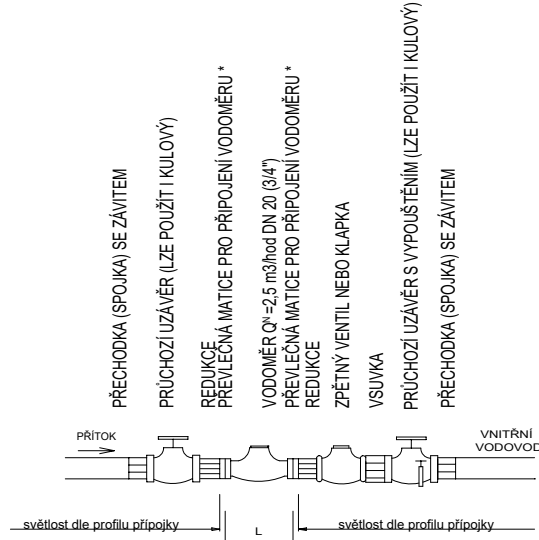 PŘECHODKA (SPOJKA) SE ZÁVITEM
PRŮCHOZÍ UZÁVĚR (LZE POUŽÍT I KULOVÝ)
REDUKCE
PŘEVLEČNÁ MATICE PRO PŘIPOJENÍ VODOMĚRU *
VODOMĚR Qᴺ =2,5 m3/hod DN 20 (3/4")
PŘEVLEČNÁ MATICE PRO PŘIPOJENÍ VODOMĚRU *
REDUKCE
ZPĚTNÝ VENTIL NEBO KLAPKA
VSUVKA
PRŮCHOZÍ UZÁVĚR S VYPOUŠTĚNÍM (LZE POUŽÍT I KULOVÝ)
PŘECHODKA (SPOJKA) SE ZÁVITEM
PŘÍTOK
VNITŘNÍ
VODOVOD
světlost dle profilu přípojky
L
světlost dle profilu přípojky